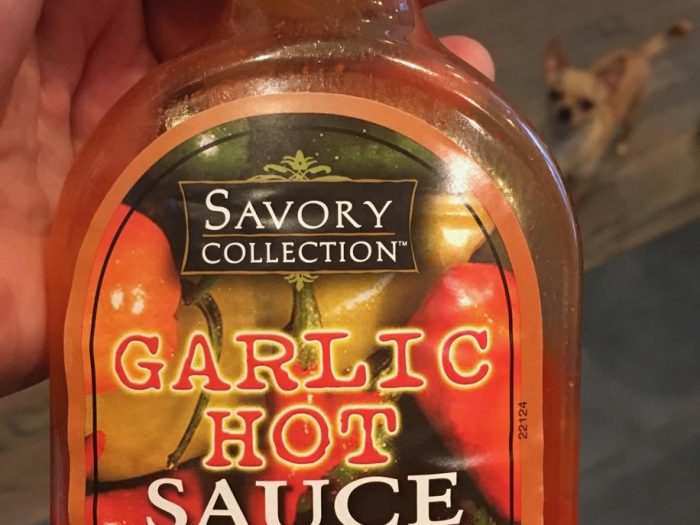 SAVORY
COLLECTION™
GARLIC
HOT
SAUCE
22124